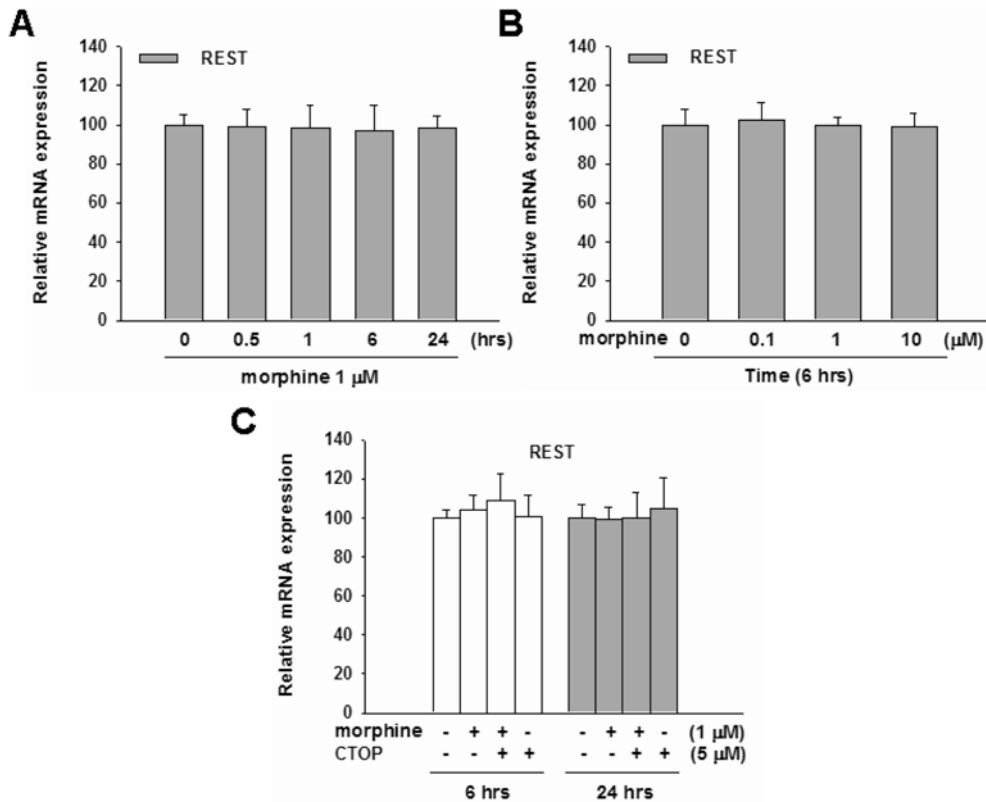 A
REST
Relative mRNA expression
140
120
100
80
60
40
20
0
0 0.5 1 6 24 (hrs)
morphine 1 μM
B
REST
Relative mRNA expression
140
120
100
80
60
40
20
0
morphine 0 0.1 1 10 (μM)
Time (6 hrs)
C
REST
Relative mRNA expression
140
120
100
80
60
40
20
0
morphine - + + - - + + - (1 μM)
CTOP - - + + - - + + (5 μM)
6 hrs 24 hrs